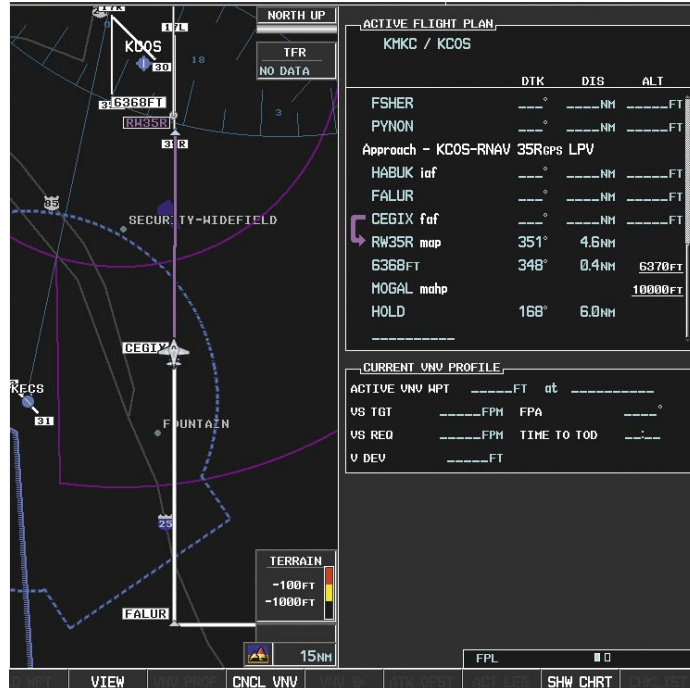 NORTH UP
TFR
NO DATA
17L
KCOS
30
18
3
6368FT
RW35R
35R
85
SECURITY-WIDEFIELD
CEGIX
31
FOUNTAIN
25
FALUR
TERRAIN
-100FT
-1000FT
15NM
ACTIVE FLIGHT PLAN
KMKC / KCOS
DTK DIS ALT
FSHER ___° ____NM _____FT
PYNON ___° ____NM _____FT
Approach - KCOS-RNAV 35RGPS LPV
HABUK iaf ___° ____NM _____FT
FALUR ___° ____NM _____FT
CEGIX faf ___° ____NM _____FT
RW35R map 351° 4.6NM
6368FT 348° 0.4NM 6370FT
MOGAL mahp 10000FT
HOLD 168° 6.0NM
__________
CURRENT VNV PROFILE
ACTIVE VNV WPT _____FT at __________
VS TGT _____FPM FPA ____°
VS REQ _____FPM TIME TO TOD __:__
V DEV _____FT
FPL
VIEW VNV PROF CNCL VNV VNV ATK OFST ACT LEG SHW CHRT CHKLIST